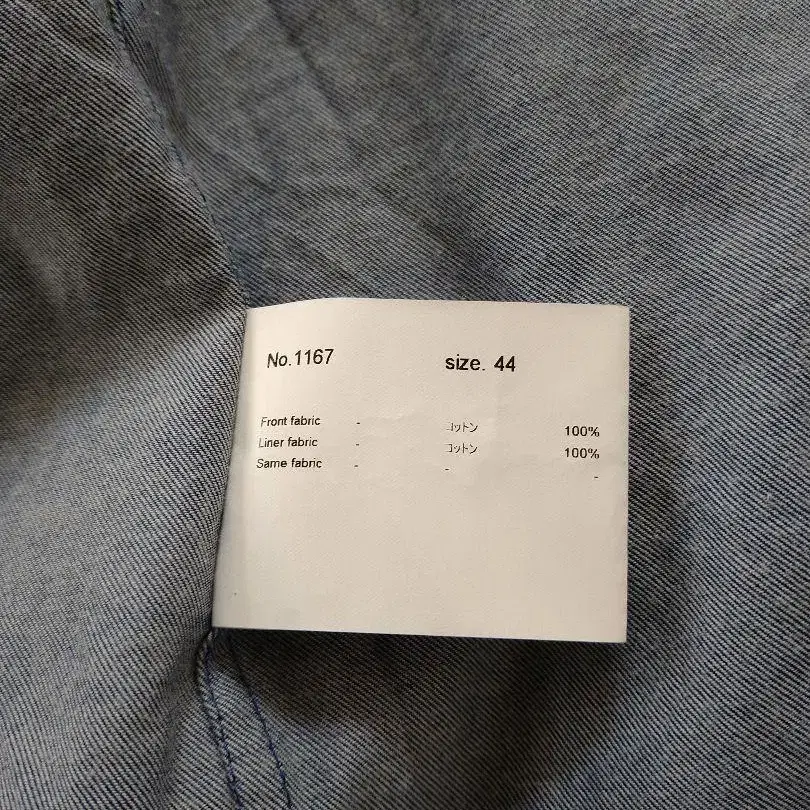 No.1167 size. 44
Front fabric - コットン 100%
Liner fabric - コットン 100%
Same fabric - - -